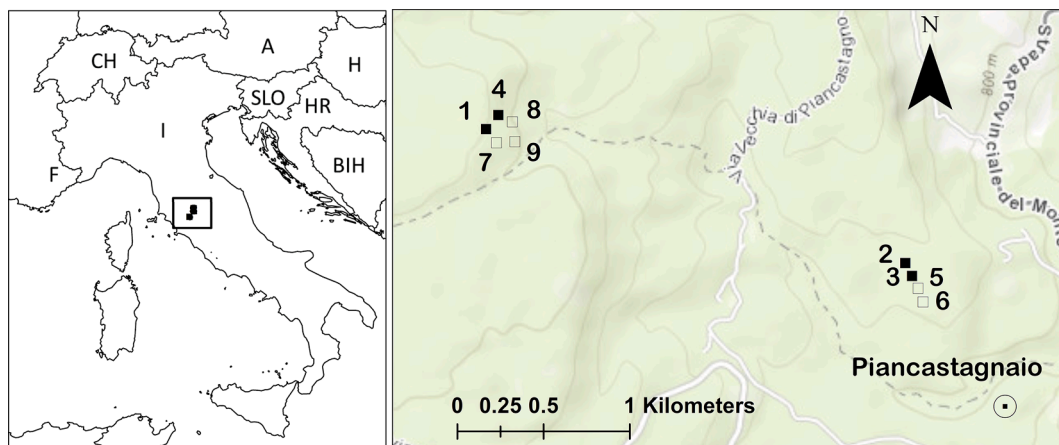 A
CH
H
SLO
HR
I
BIH
F
N
4
1
8
7
9
Via Vecchia di Piancastagno
800 m
Strada-Provinciale-del-Mont
2
3
5
6
Piancastagnaio
0 0.25 0.5 1 Kilometers